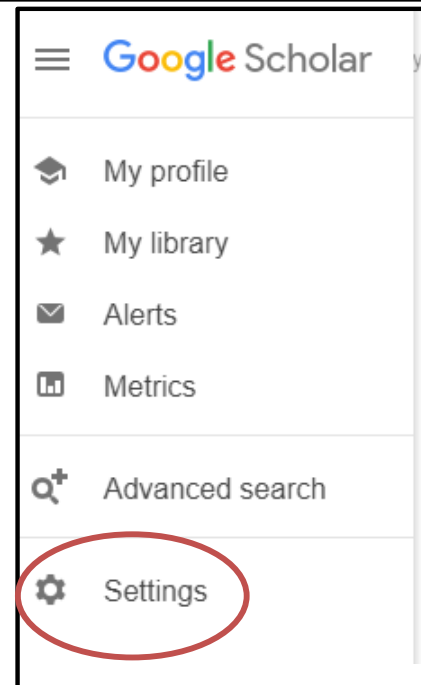 Google Scholar
My profile
My library
Alerts
Metrics
Advanced search
Settings